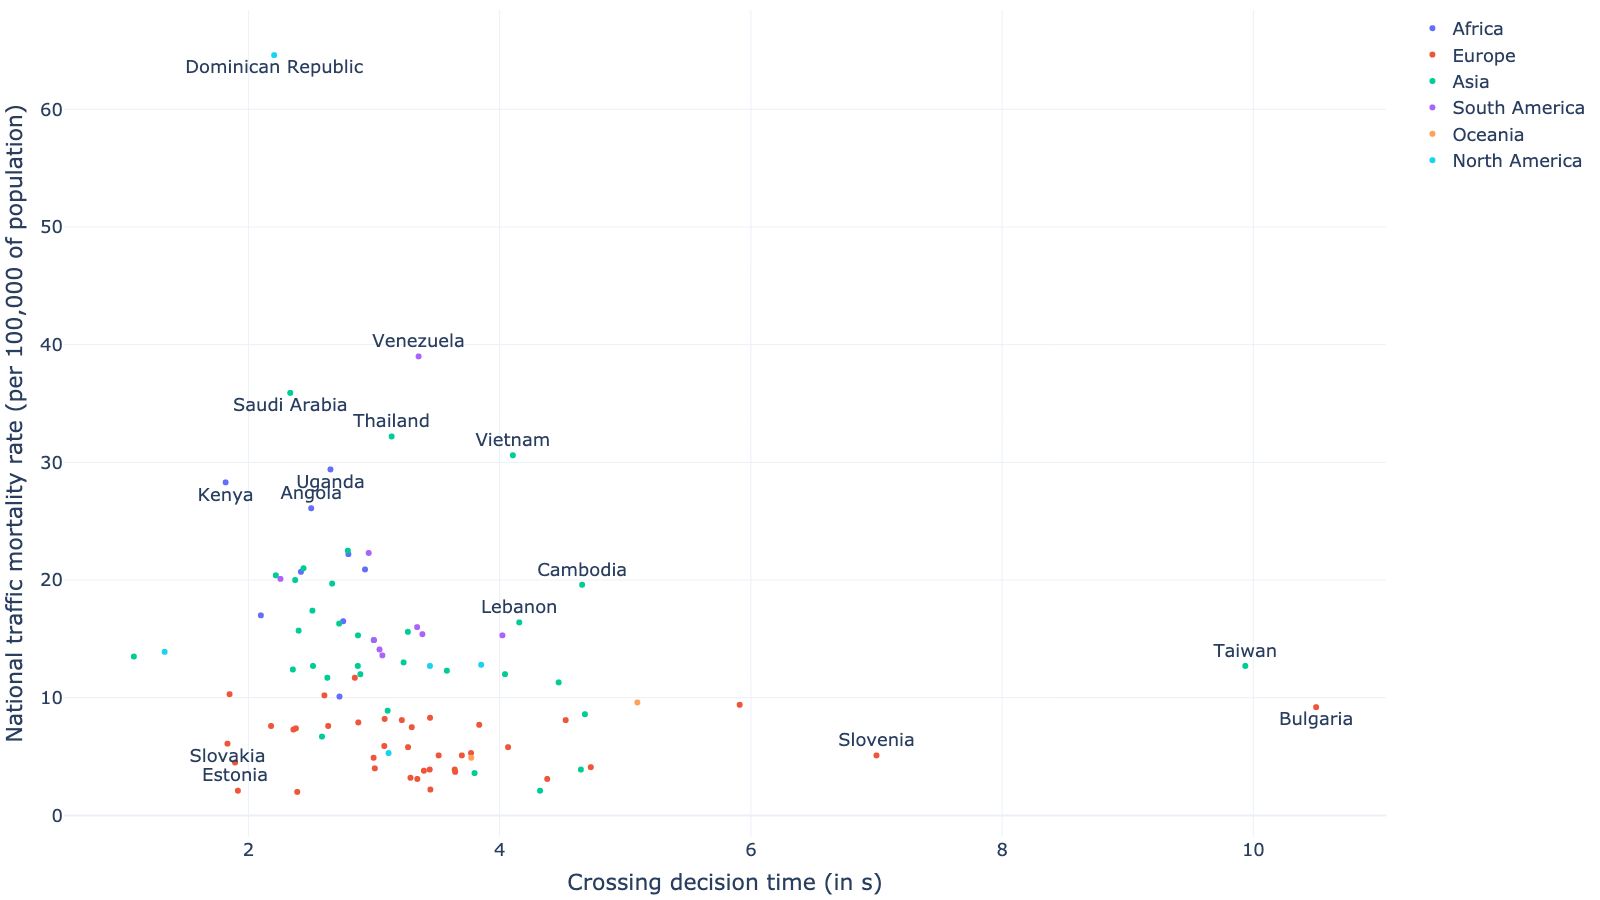 Dominican Republic
Venezuela
Saudi Arabia
Thailand
Vietnam
Uganda
Angola
Kenya
Cambodia
Lebanon
Taiwan
Bulgaria
Slovenia
Slovakia
Estonia
60
50
40
30
20
10
0
2
4
6
8
10
Crossing decision time (in s)
National traffic mortality rate (per 100,000 of population)
Africa
Europe
Asia
South America
Oceania
North America